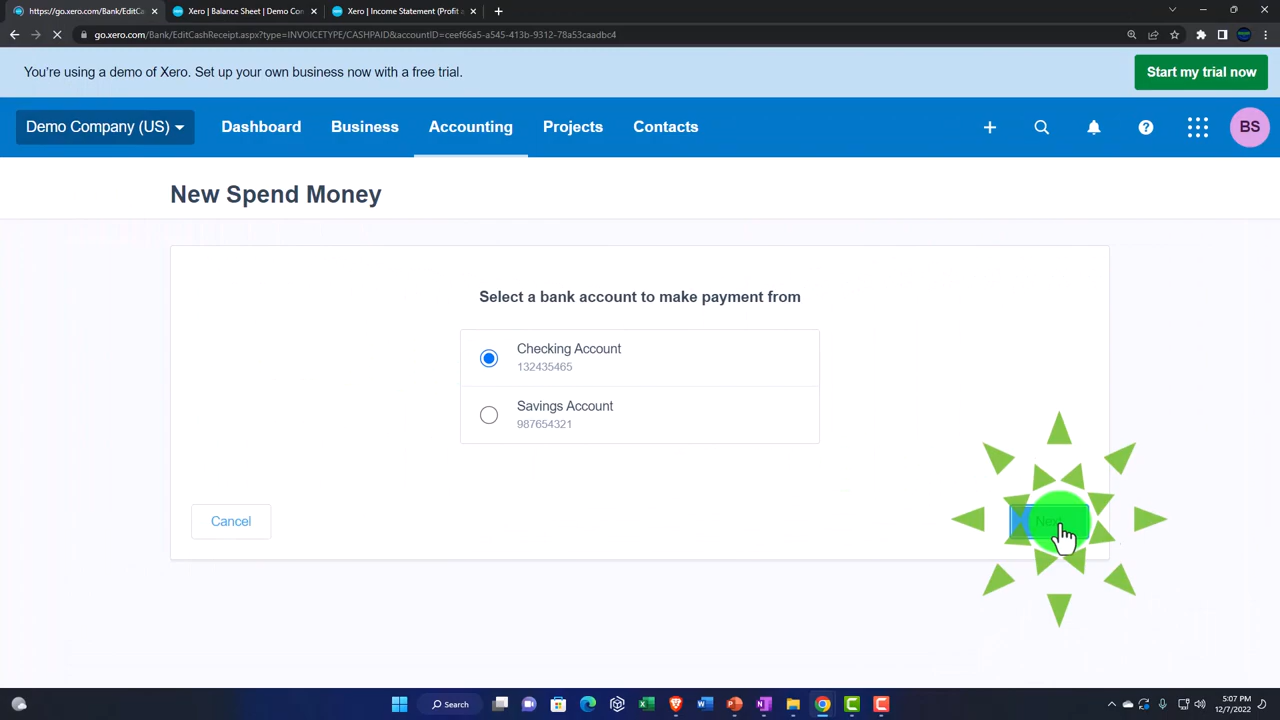 https://go.xero.com/Bank/EditCa
Xero | Balance Sheet | Demo Con
Xero | Income Statement (Profit a
go.xero.com/Bank/EditCashReceipt.aspx?type=INVOICETYPE/CASHPAID&accountID=ceef66a5-a545-413b-9312-78a53caadbc4
You're using a demo of Xero. Set up your own business now with a free trial.
Start my trial now
Demo Company (US)
Dashboard
Business
Accounting
Projects
Contacts
BS
New Spend Money
Select a bank account to make payment from
Checking Account
132435465
Savings Account
987654321
Cancel
Next
Search
5:07 PM
12/7/2022